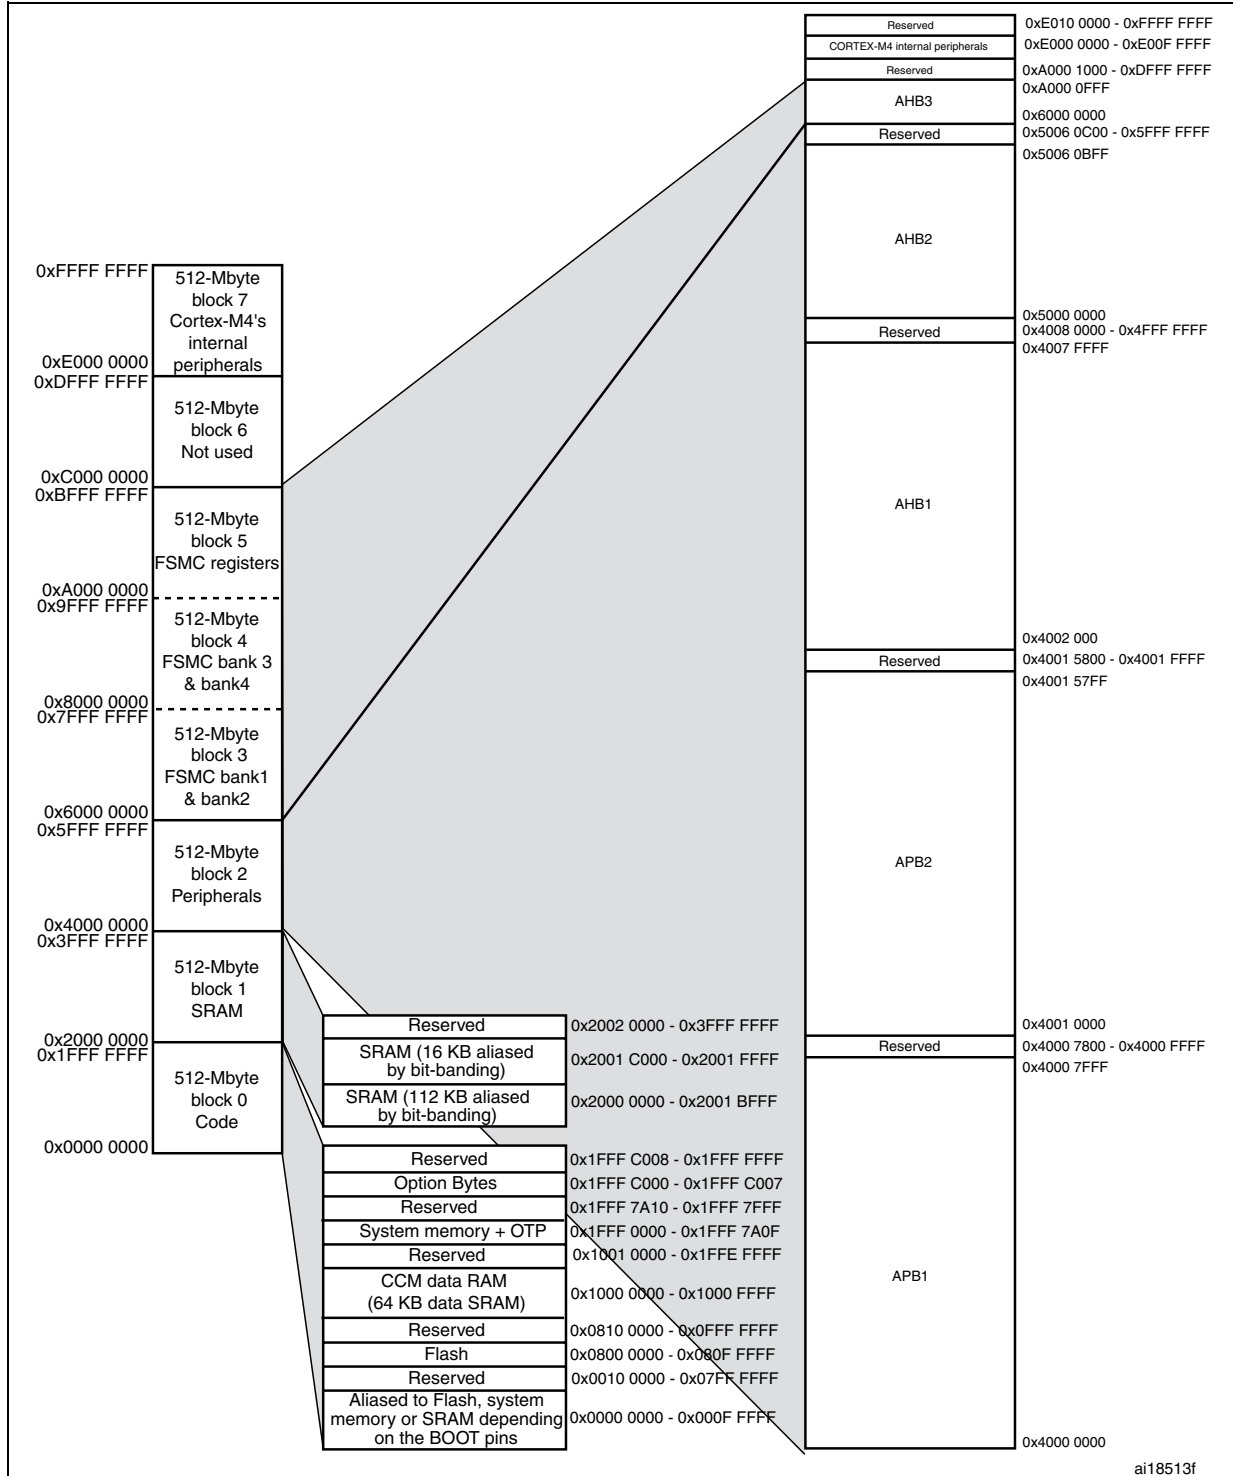 0xFFFF FFFF
512-Mbyte
block 7
Cortex-M4's
internal
peripherals
0xE000 0000
0xDFFF FFFF
512-Mbyte
block 6
Not used
0xC000 0000
0xBFFF FFFF
512-Mbyte
block 5
FSMC registers
0xA000 0000
0x9FFF FFFF
512-Mbyte
block 4
FSMC bank 3
& bank4
0x8000 0000
0x7FFF FFFF
512-Mbyte
block 3
FSMC bank1
& bank2
0x6000 0000
0x5FFF FFFF
512-Mbyte
block 2
Peripherals
0x4000 0000
0x3FFF FFFF
512-Mbyte
block 1
SRAM
0x2000 0000
0x1FFF FFFF
512-Mbyte
block 0
Code
0x0000 0000
Reserved 0x2002 0000 - 0x3FFF FFFF
SRAM (16 KB aliased
by bit-banding) 0x2001 C000 - 0x2001 FFFF
SRAM (112 KB aliased
by bit-banding) 0x2000 0000 - 0x2001 BFFF
Reserved 0x1FFF C008 - 0x1FFF FFFF
Option Bytes 0x1FFF C000 - 0x1FFF C007
Reserved 0x1FFF 7A10 - 0x1FFF 7FFF
System memory + OTP 0x1FFF 0000 - 0x1FFF 7A0F
Reserved 0x1001 0000 - 0x1FFE FFFF
CCM data RAM
(64 KB data SRAM) 0x1000 0000 - 0x1000 FFFF
Reserved 0x0810 0000 - 0x0FFF FFFF
Flash 0x0800 0000 - 0x080F FFFF
Reserved 0x0010 0000 - 0x07FF FFFF
Aliased to Flash, system
memory or SRAM depending
on the BOOT pins 0x0000 0000 - 0x000F FFFF
Reserved 0xE010 0000 - 0xFFFF FFFF
CORTEX-M4 internal peripherals 0xE000 0000 - 0xE00F FFFF
Reserved 0xA000 1000 - 0xDFFF FFFF
0xA000 0FFF
AHB3
0x6000 0000
Reserved 0x5006 0C00 - 0x5FFF FFFF
0x5006 0BFF
AHB2
0x5000 0000
Reserved 0x4008 0000 - 0x4FFF FFFF
0x4007 FFFF
AHB1
0x4002 000
Reserved 0x4001 5800 - 0x4001 FFFF
0x4001 57FF
APB2
0x4001 0000
Reserved 0x4000 7800 - 0x4000 FFFF
0x4000 7FFF
APB1
0x4000 0000
ai18513f